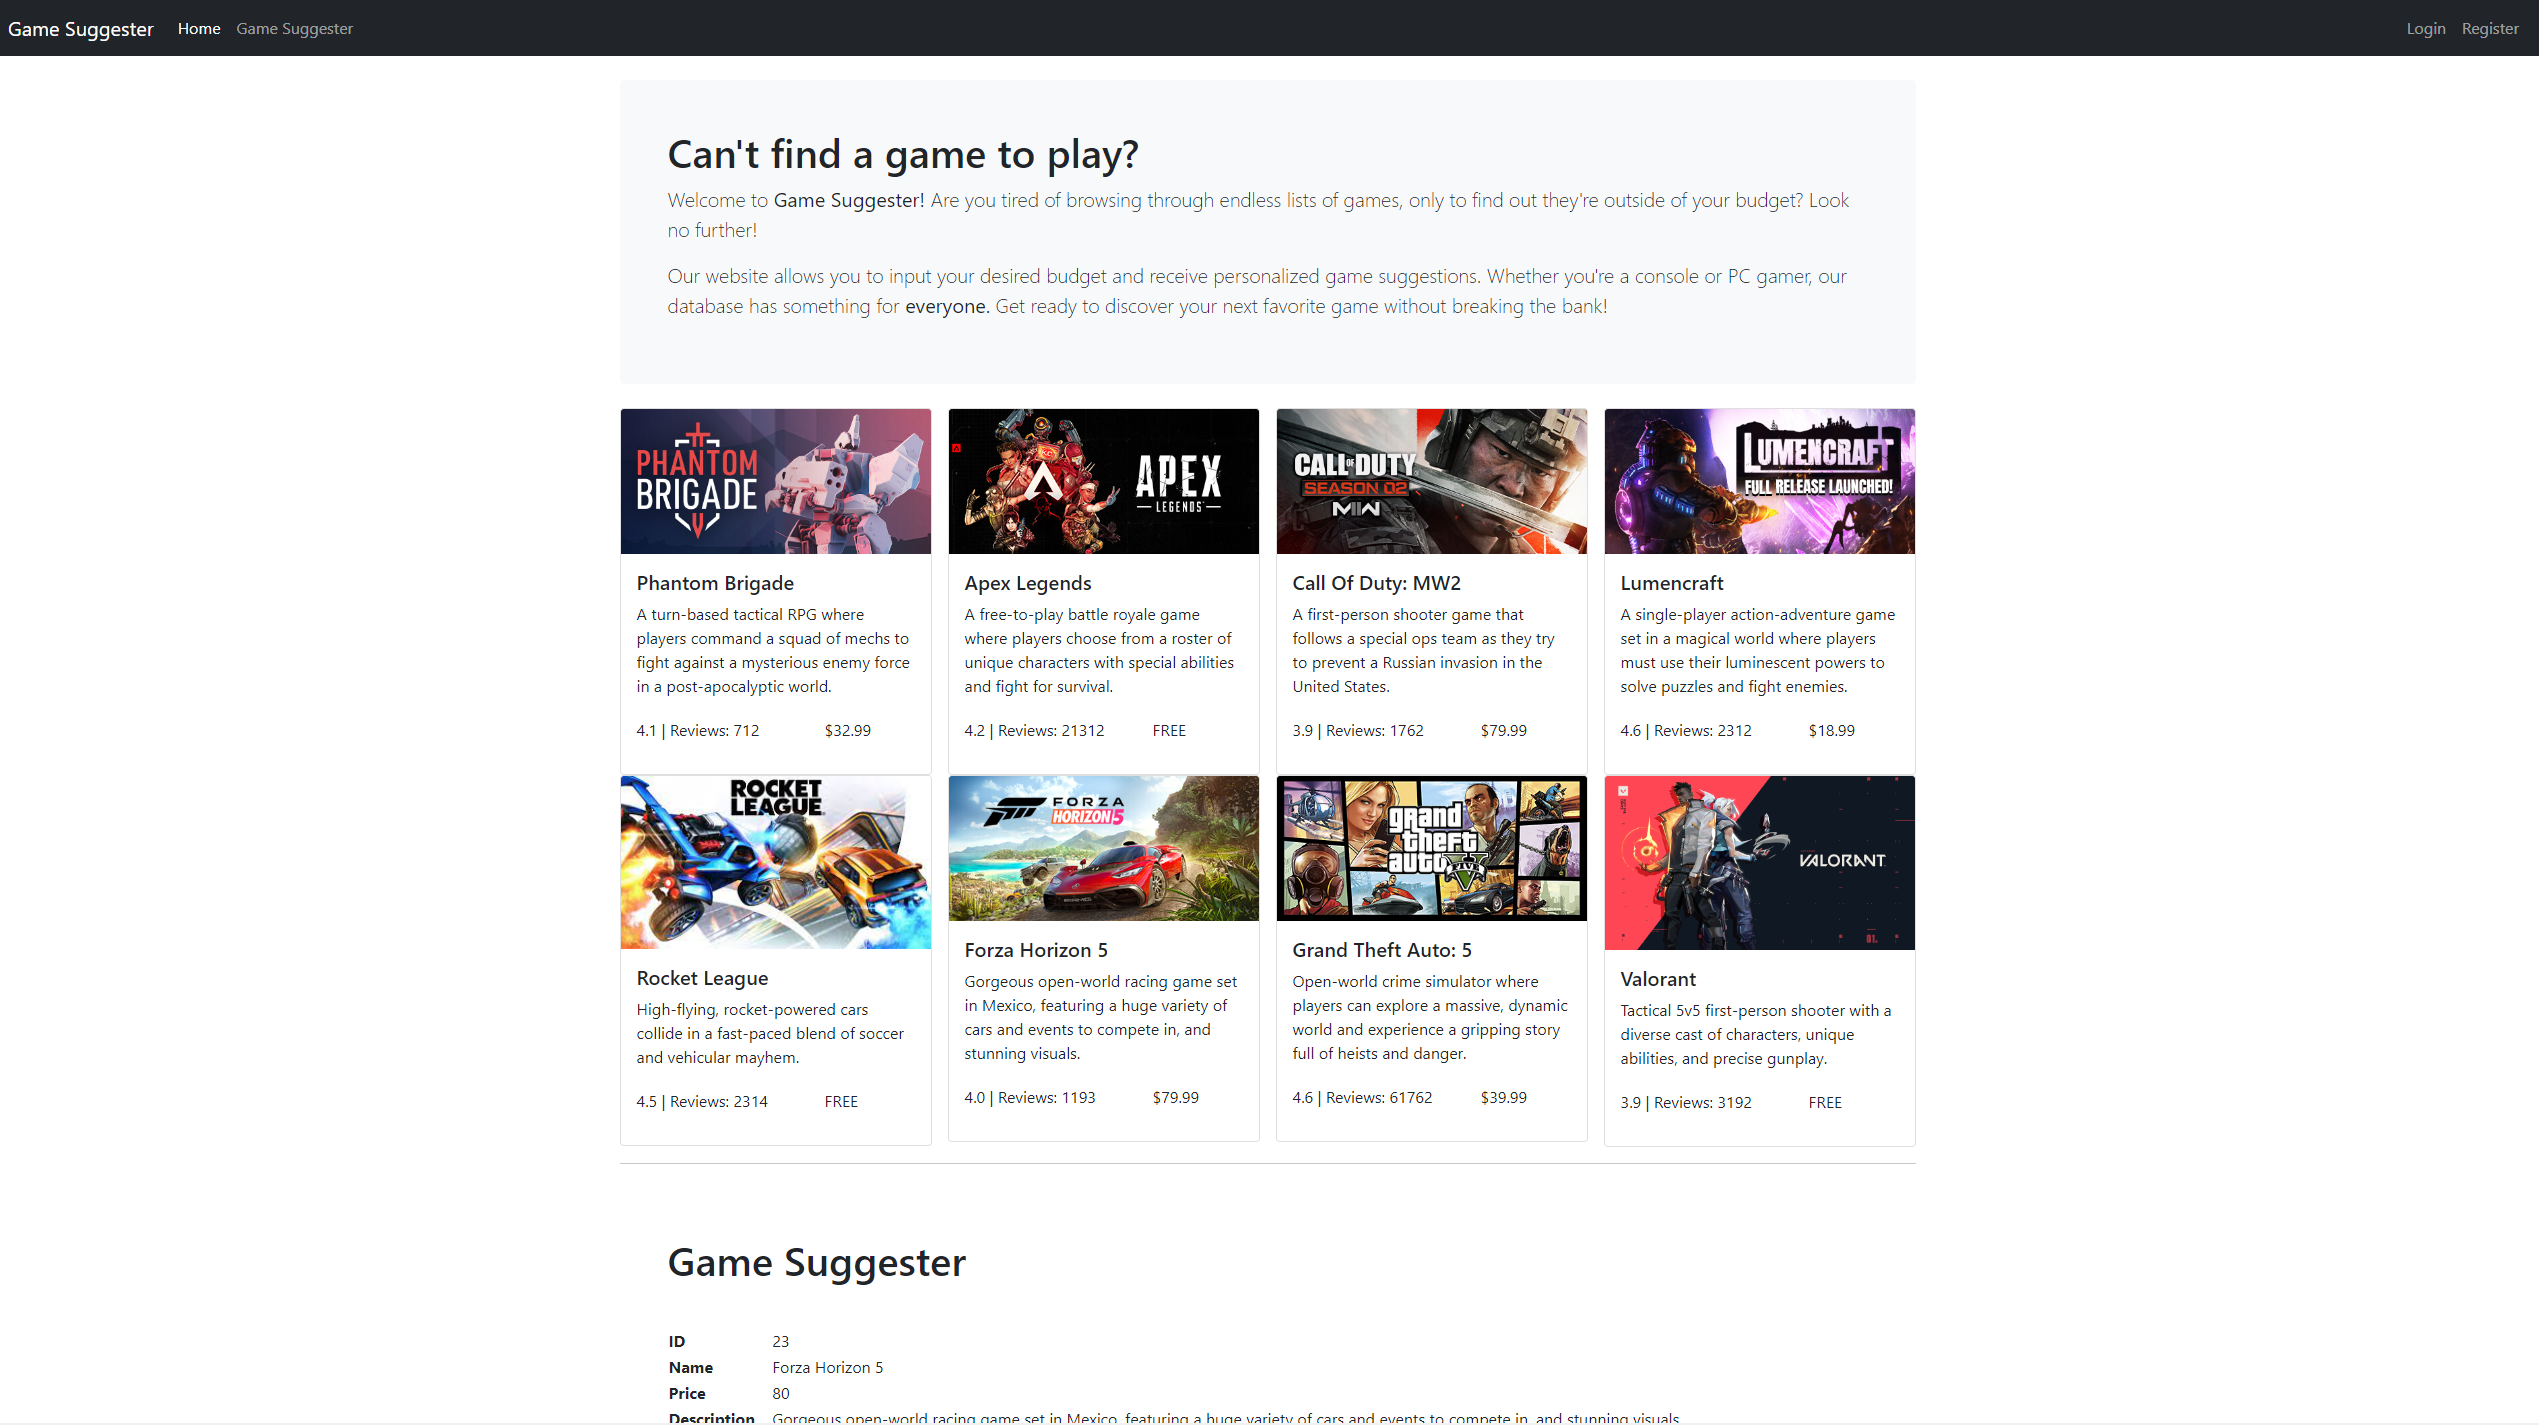 Game Suggester Home Game Suggester Login Register
Can't find a game to play?
Welcome to Game Suggester! Are you tired of browsing through endless lists of games, only to find out they're outside of your budget? Look
no further!
Our website allows you to input your desired budget and receive personalized game suggestions. Whether you're a console or PC gamer, our
database has something for everyone. Get ready to discover your next favorite game without breaking the bank!
PHANTOM
BRIGADE
Phantom Brigade
A turn-based tactical RPG where
players command a squad of mechs to
fight against a mysterious enemy force
in a post-apocalyptic world.
4.1 | Reviews: 712 $32.99
APEX
LEGENDS
Apex Legends
A free-to-play battle royale game
where players choose from a roster of
unique characters with special abilities
and fight for survival.
4.2 | Reviews: 21312 FREE
CALL OF DUTY
SEASON 02
MWII
Call Of Duty: MW2
A first-person shooter game that
follows a special ops team as they try
to prevent a Russian invasion in the
United States.
3.9 | Reviews: 1762 $79.99
LUMENCRAFT
FULL RELEASE LAUNCHED!
Lumencraft
A single-player action-adventure game
set in a magical world where players
must use their luminescent powers to
solve puzzles and fight enemies.
4.6 | Reviews: 2312 $18.99
ROCKET
LEAGUE
Rocket League
High-flying, rocket-powered cars
collide in a fast-paced blend of soccer
and vehicular mayhem.
4.5 | Reviews: 2314 FREE
FORZA
HORIZON 5
Forza Horizon 5
Gorgeous open-world racing game set
in Mexico, featuring a huge variety of
cars and events to compete in, and
stunning visuals.
4.0 | Reviews: 1193 $79.99
grand
theft
auto V
FIVE
Grand Theft Auto: 5
Open-world crime simulator where
players can explore a massive, dynamic
world and experience a gripping story
full of heists and danger.
4.6 | Reviews: 61762 $39.99
VALORANT
01.
Valorant
Tactical 5v5 first-person shooter with a
diverse cast of characters, unique
abilities, and precise gunplay.
3.9 | Reviews: 3192 FREE
Game Suggester
ID 23
Name Forza Horizon 5
Price 80
Description Gorgeous open-world racing game set in Mexico, featuring a huge variety of cars and events to compete in, and stunning visuals.